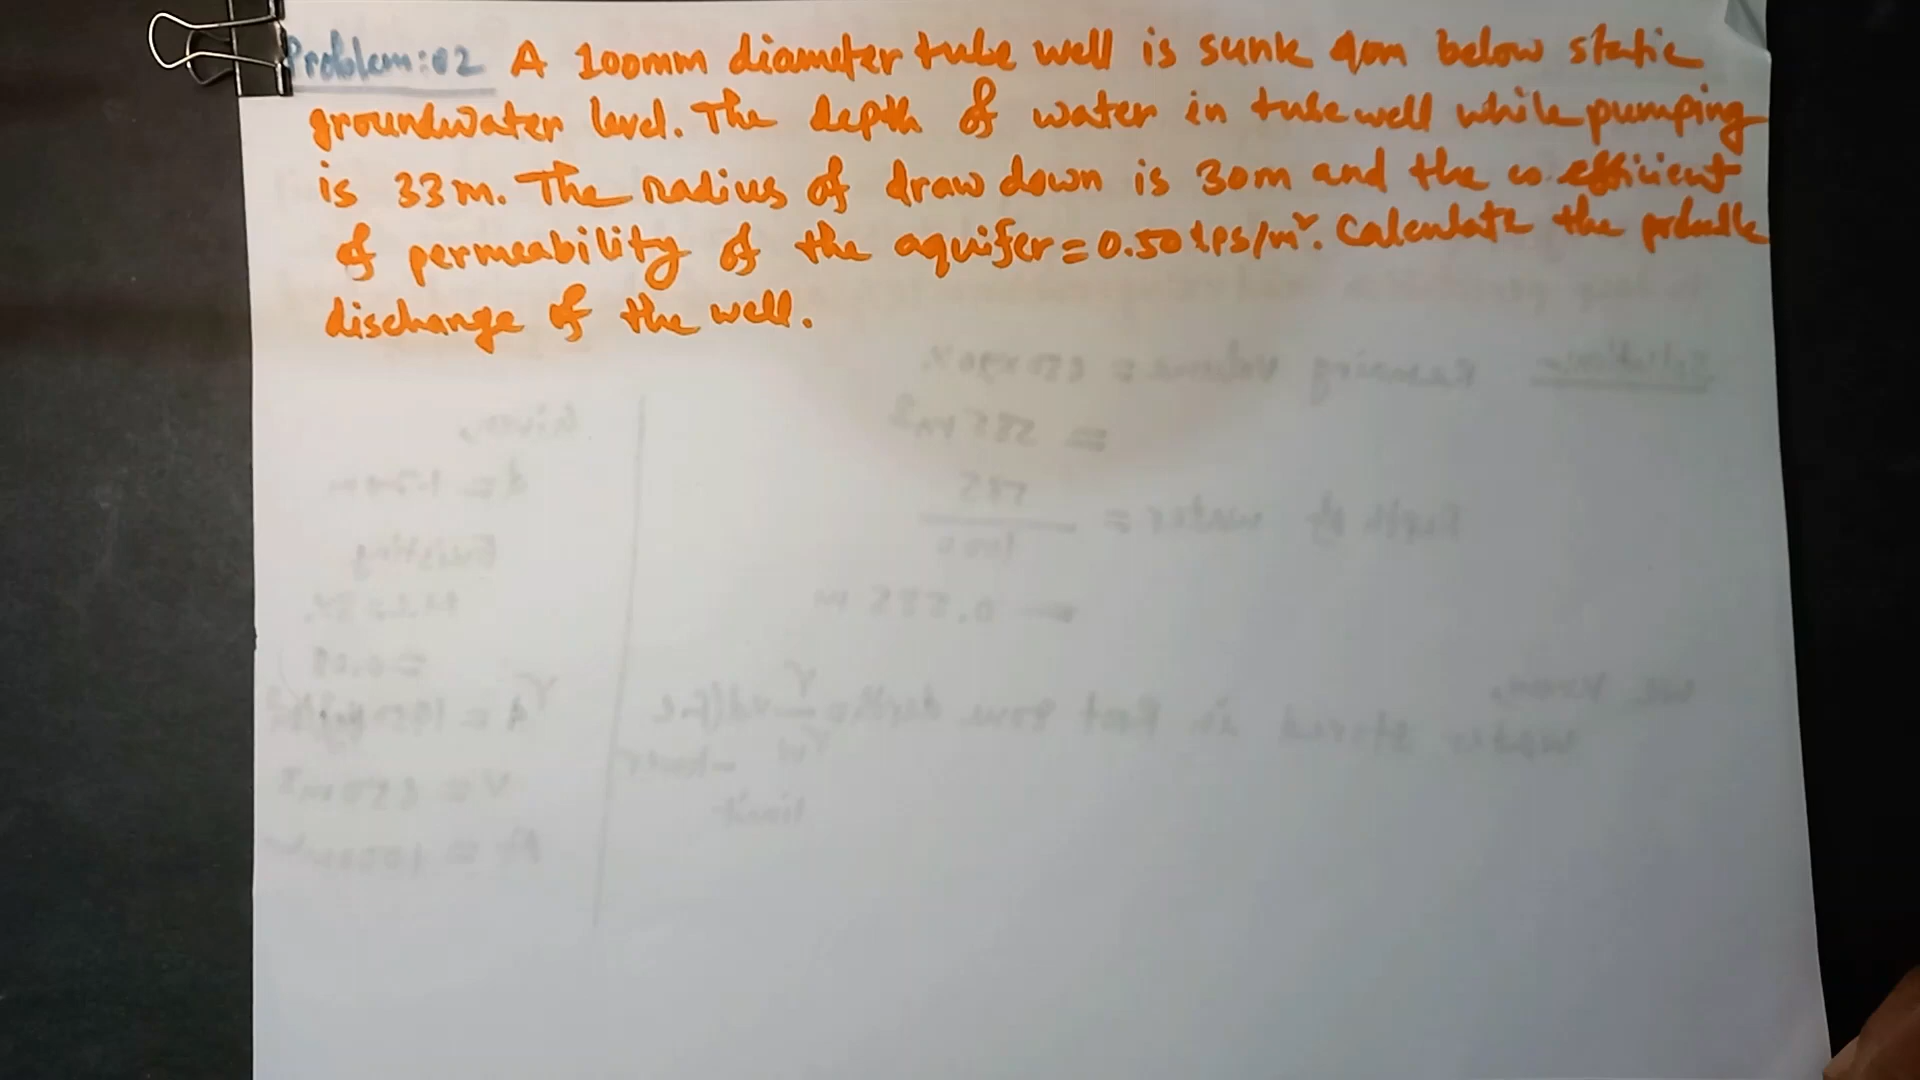 Problem:02 A 100mm diameter tube well is sunk 40m below static
groundwater level. The depth of water in tube well while pumping
is 33m. The radius of draw down is 30m and the co-efficient
of permeability of the aquifer = 0.50 lps/m². Calculate the
discharge of the well.